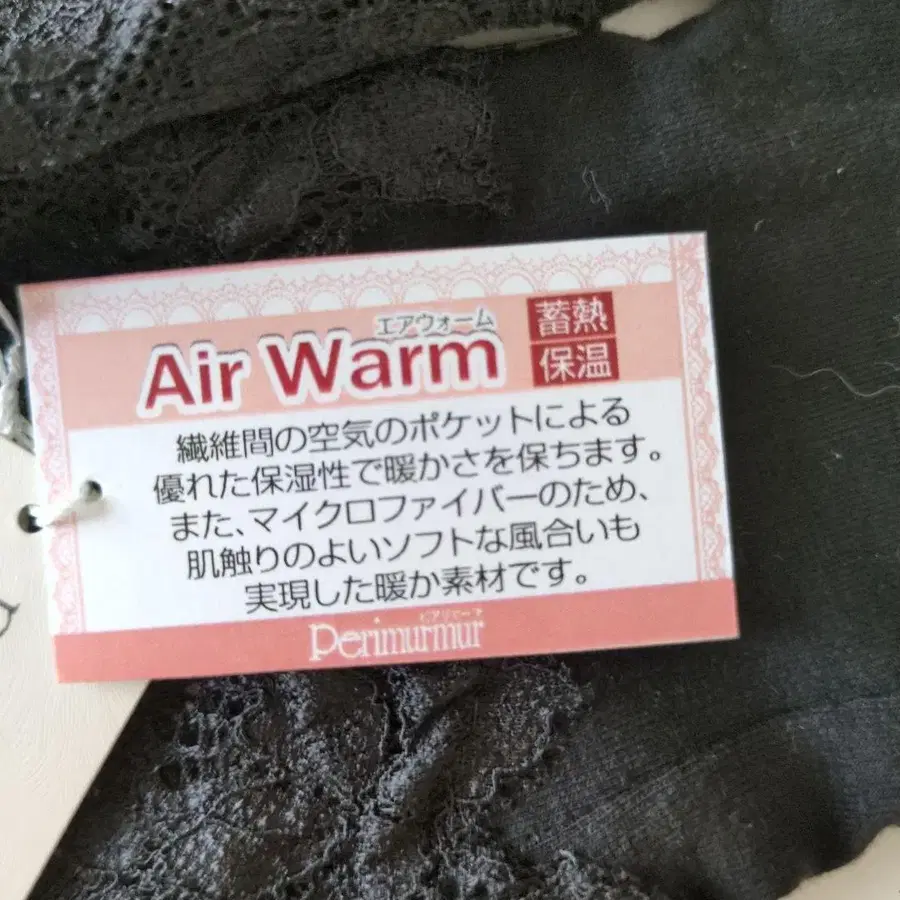 エアウォーム
Air Warm
蓄熱
保温
繊維間の空気のポケットによる
優れた保湿性で暖かさを保ちます。
また、マイクロファイバーのため、
肌触りのよいソフトな風合いも
実現した暖か素材です。
Perimurmur